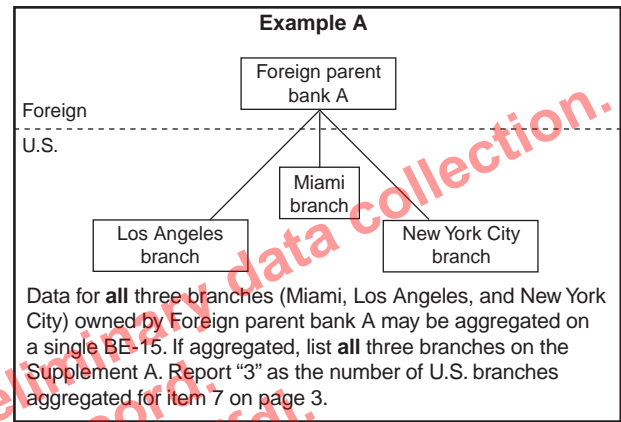 Example A
Foreign parent
bank A
Foreign
U.S.
Miami
branch
Los Angeles
branch
New York City
branch
Data for all three branches (Miami, Los Angeles, and New York
City) owned by Foreign parent bank A may be aggregated on
a single BE-15. If aggregated, list all three branches on the
Supplement A. Report “3” as the number of U.S. branches
aggregated for item 7 on page 3.
data collection.